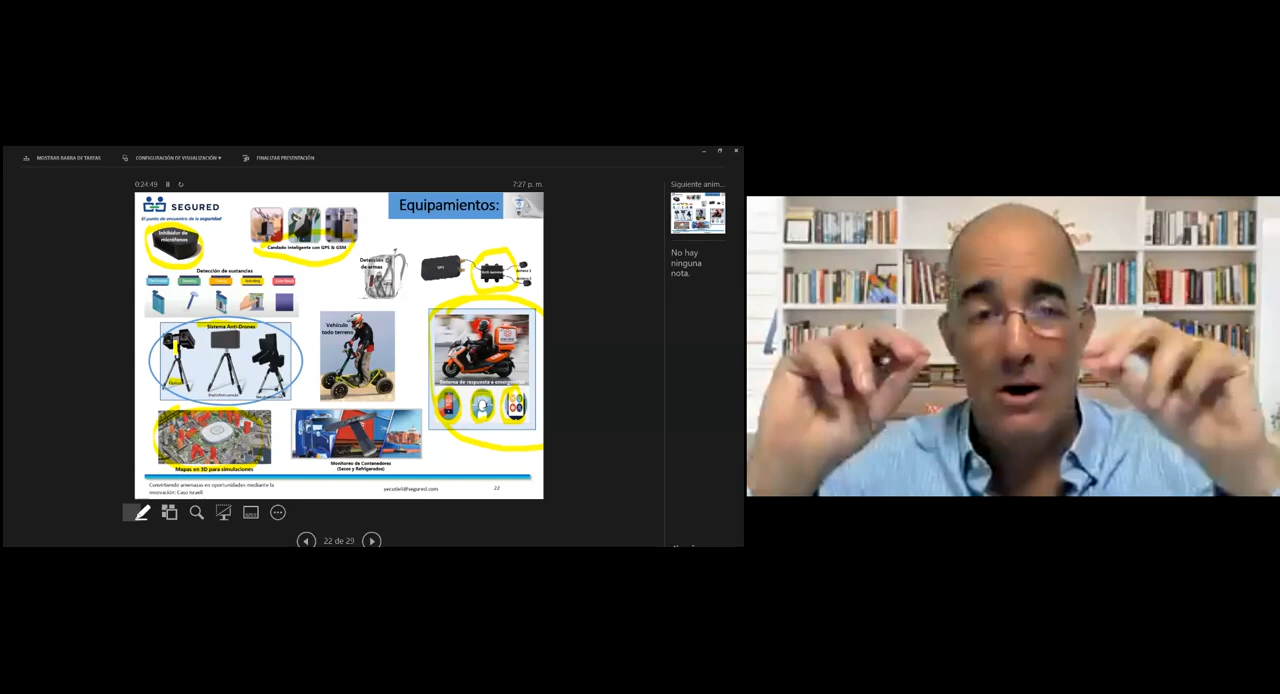 MOSTRAR BARRA DE TAREAS
CONFIGURACIÓN DE VISUALIZACIÓN ▾
FINALIZAR PRESENTACIÓN
0:24:49
7:27 p. m.
Siguiente anim...
No hay
ninguna
nota.
SEGURED
El punto de encuentro de la seguridad
Equipamientos:
Inhibidor de
micrófonos
Candado inteligente con GPS & GSM
Detección de sustancias
Detección
de armas
GPS
Antena 1
Sistema Anti-Drones
Vehículo
todo terreno
Sistema de respuesta a emergencias
Mapas en 3D para simulaciones
Monitoreo de Contenedores
(Secos y Refrigerados)
Convirtiendo amenazas en oportunidades mediante la
innovación: Caso Israelí
yecutieli@segured.com
22
22 de 29